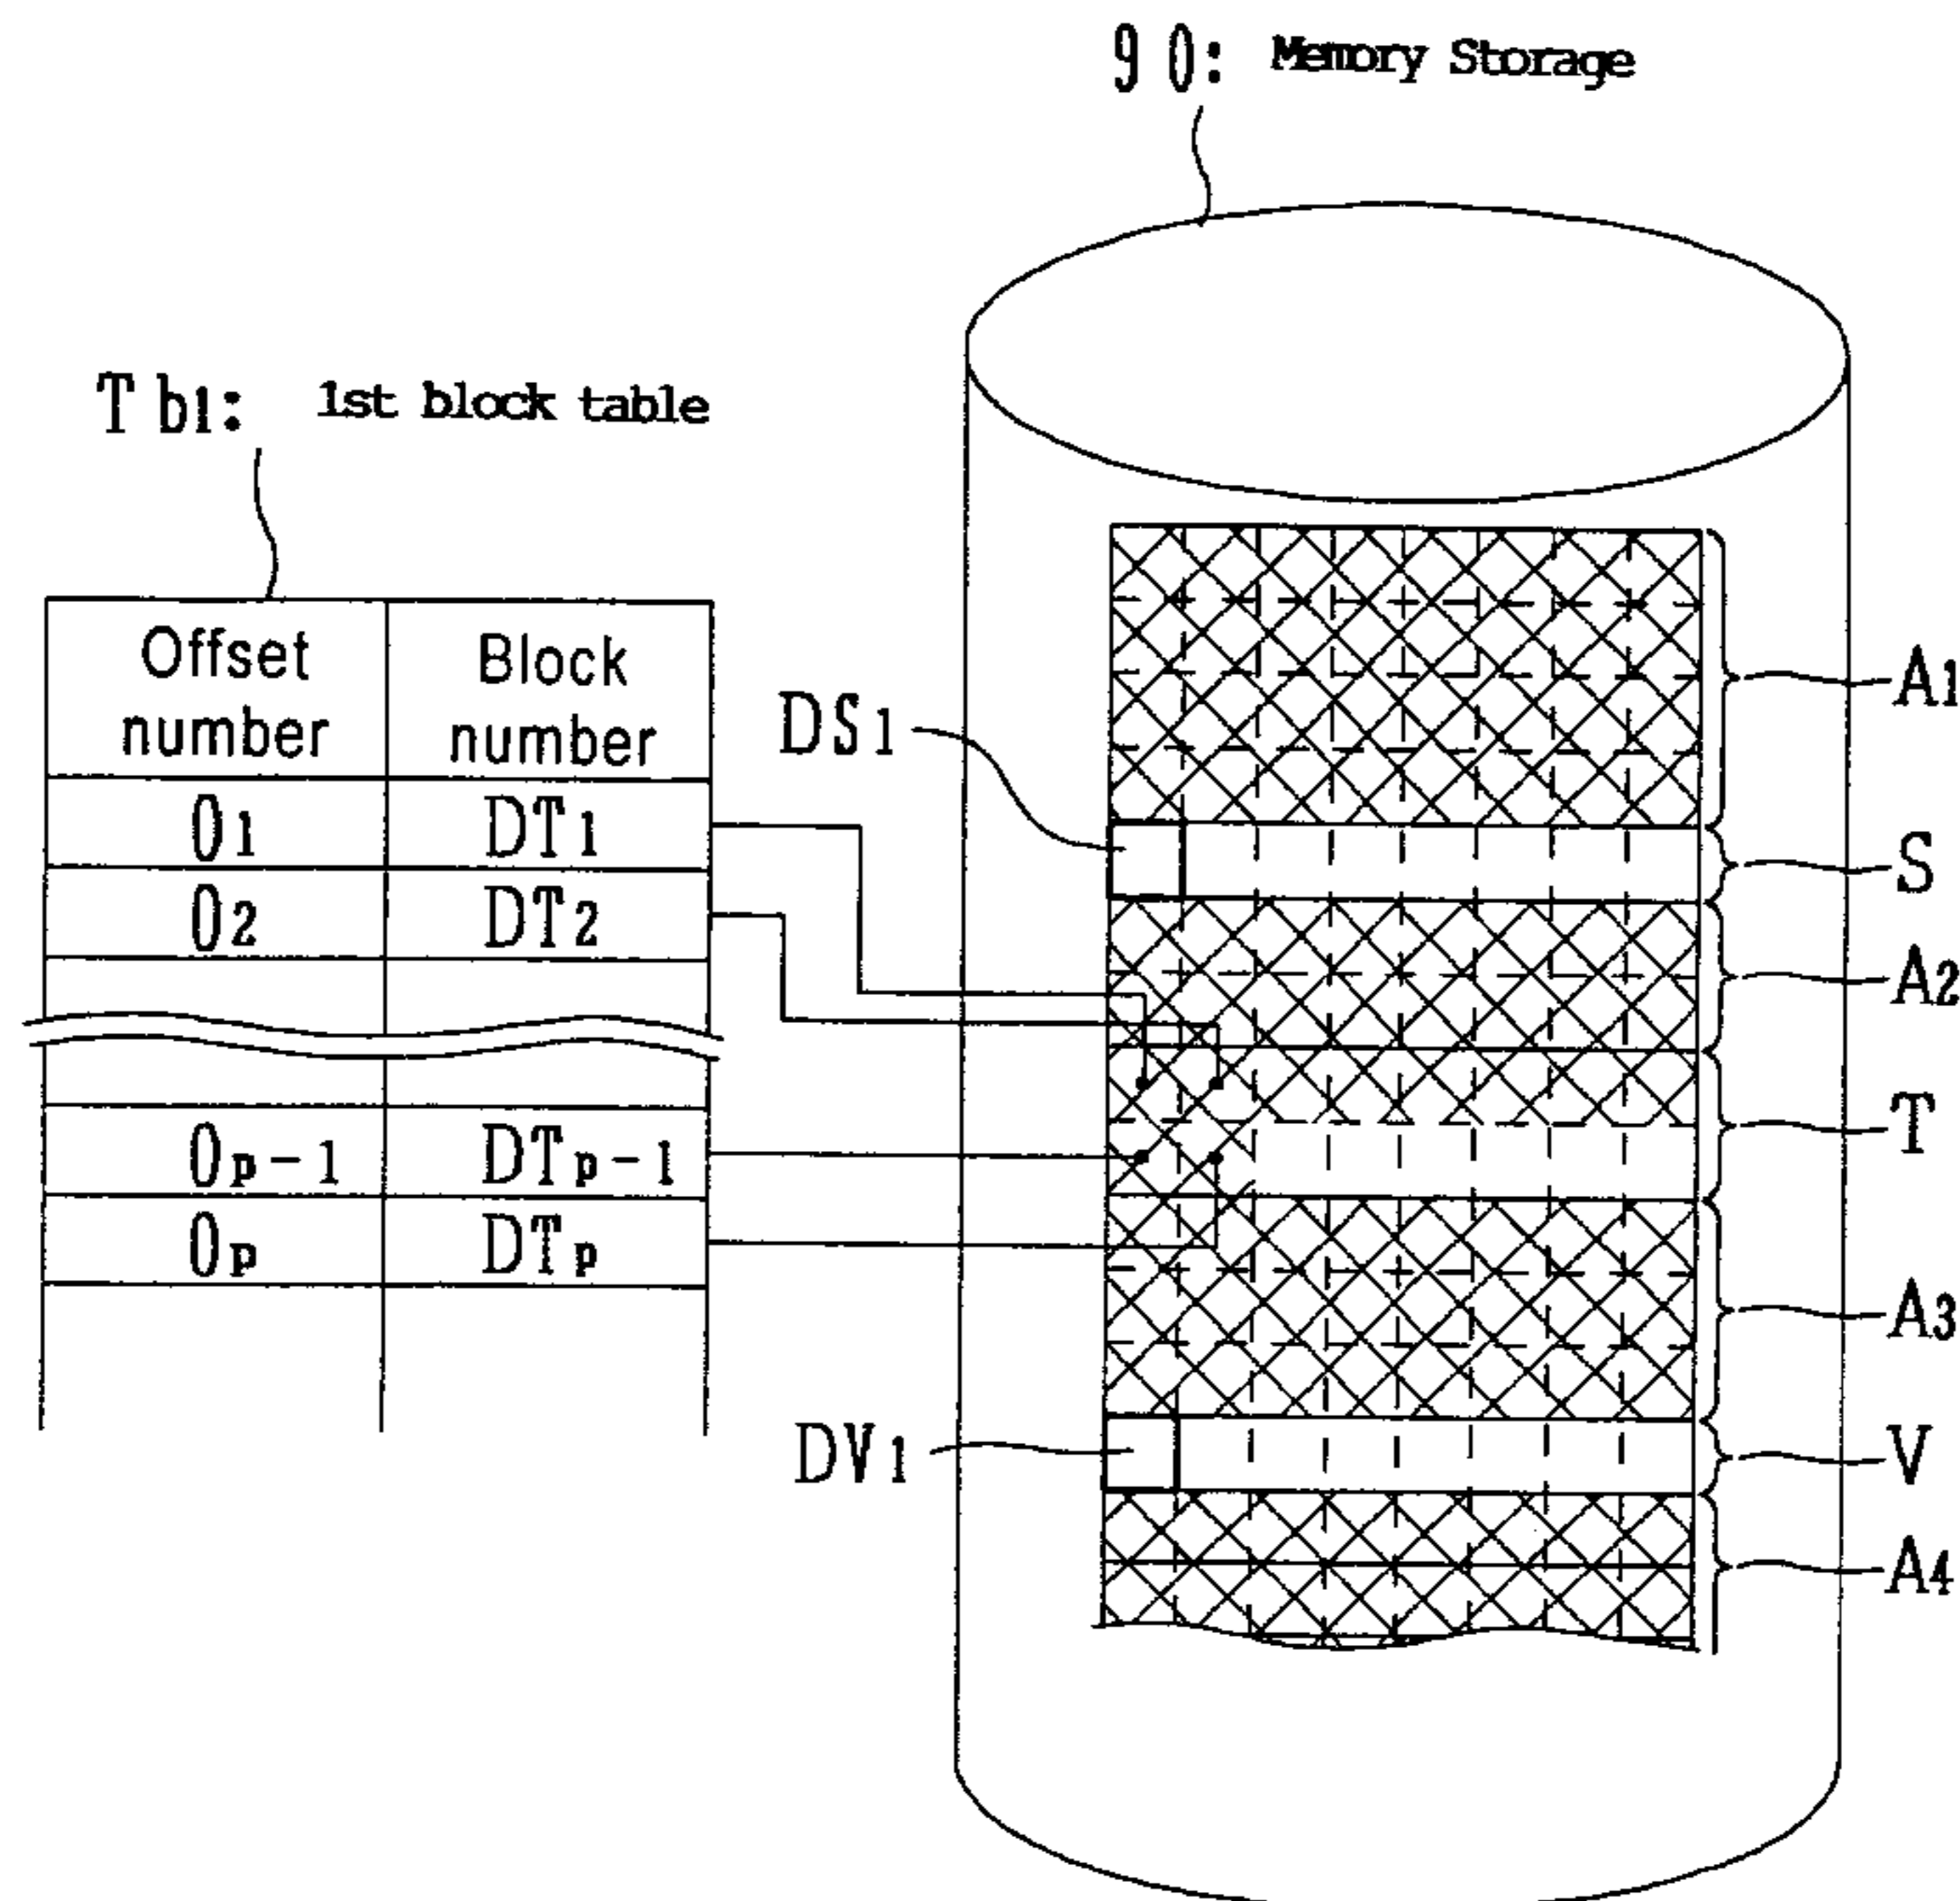 90: Memory Storage
Tb1: 1st block table
Offset number
Block number
O1 DT1
O2 DT2
Op-1 DTp-1
Op DTp
DS1
DV1
A1
S
A2
T
A3
V
A4